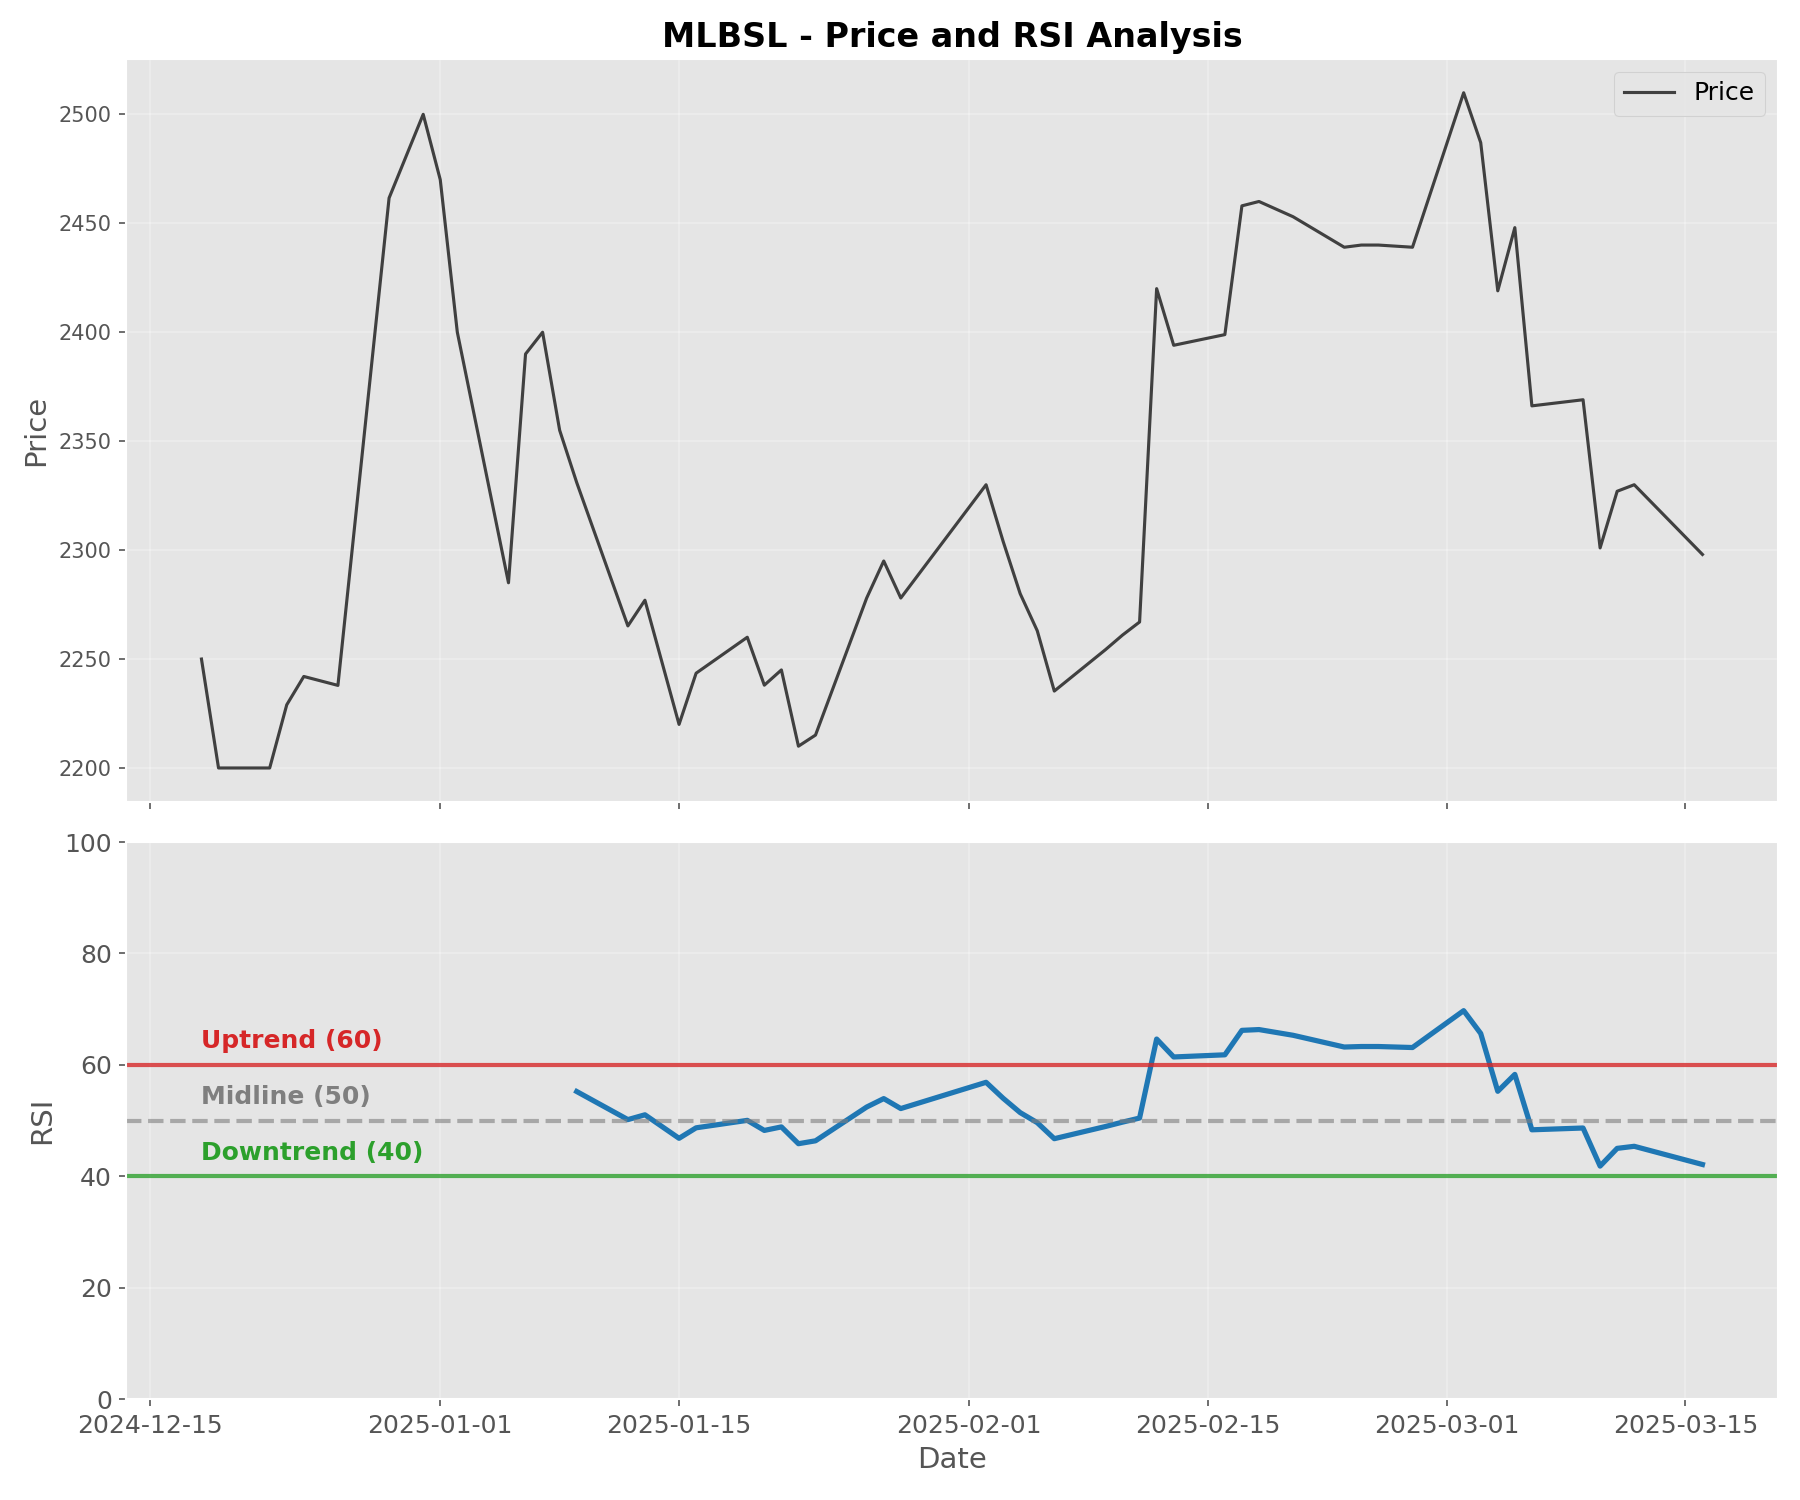 MLBSL - Price and RSI Analysis
Price
2500
2450
2400
2350
2300
2250
2200
Price
100
80
60
40
20
0
RSI
Uptrend (60)
Midline (50)
Downtrend (40)
2024-12-15 2025-01-01 2025-01-15 2025-02-01 2025-02-15 2025-03-01 2025-03-15
Date